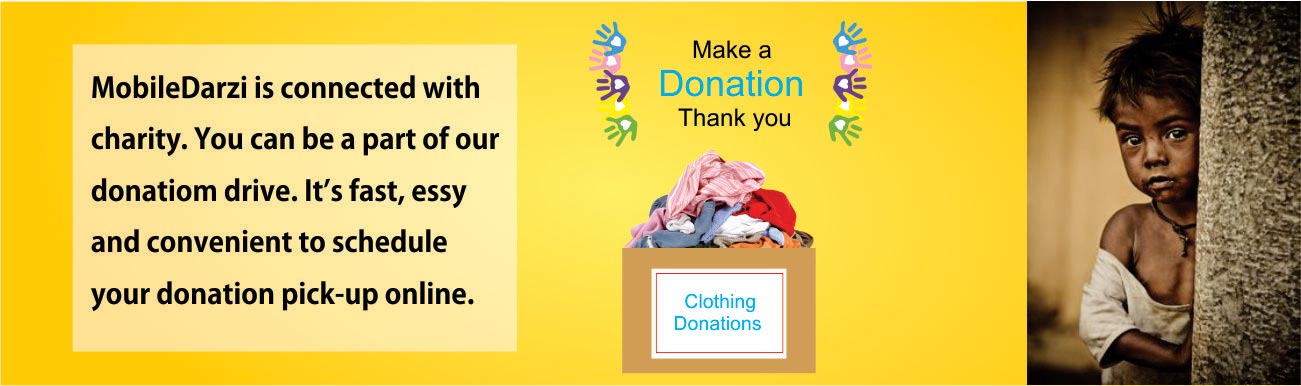 MobileDarzi is connected with
charity. You can be a part of our
donatiom drive. It’s fast, essy
and convenient to schedule
your donation pick-up online.
Make a
Donation
Thank you
Clothing
Donations